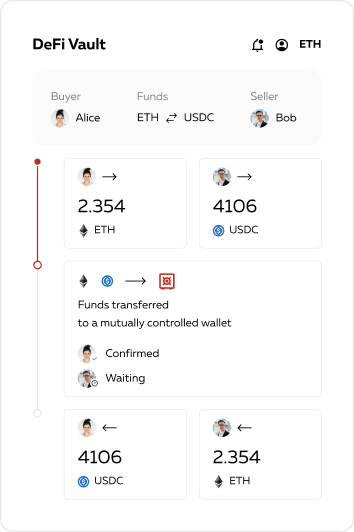 DeFi Vault
ETH
Buyer Funds Seller
Alice ETH USDC Bob
2.354 4106
ETH USDC
Funds transferred
to a mutually controlled wallet
Confirmed
Waiting
4106 2.354
USDC ETH